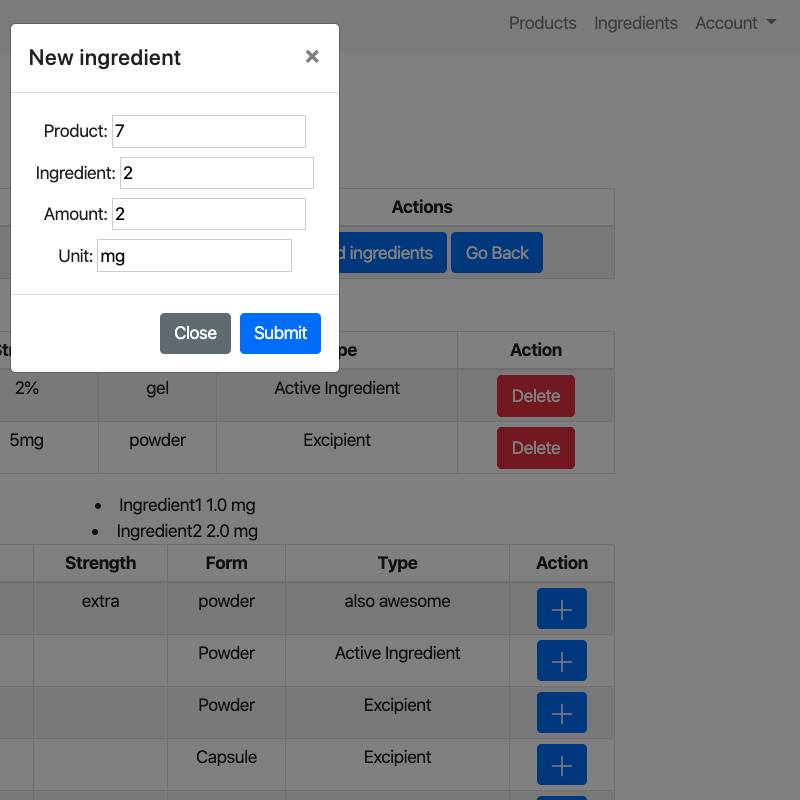 Products Ingredients Account
New ingredient ×
Product: 7
Ingredient: 2
Amount: 2
Unit: mg
Close Submit
Actions
d ingredients Go Back
Action
2% gel Active Ingredient Delete
5mg powder Excipient Delete
• Ingredient1 1.0 mg
• Ingredient2 2.0 mg
Strength Form Type Action
extra powder also awesome
Powder Active Ingredient
Powder Excipient
Capsule Excipient